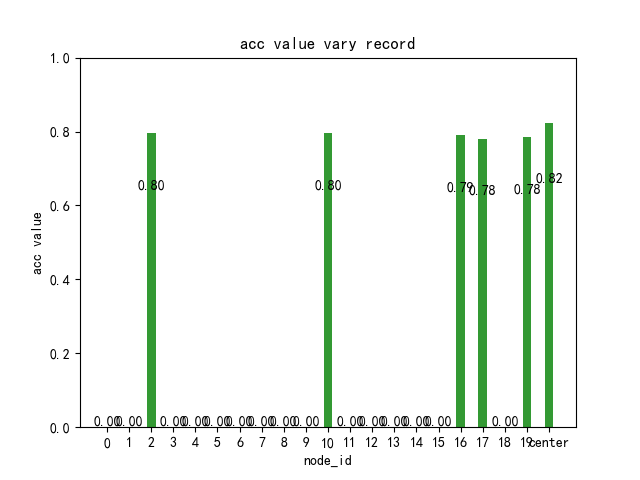 acc value vary record
1.0
0.8
0.6
0.4
0.2
0.0
acc value
0.82
0.80 0.80 0.79 0.78 0.78
0.00 0.00 0.00 0.00 0.00 0.00 0.00 0.00 0.00 0.00 0.00 0.00 0.00 0.00 0.00 0.00
0 1 2 3 4 5 6 7 8 9 10 11 12 13 14 15 16 17 18 19 center
node_id